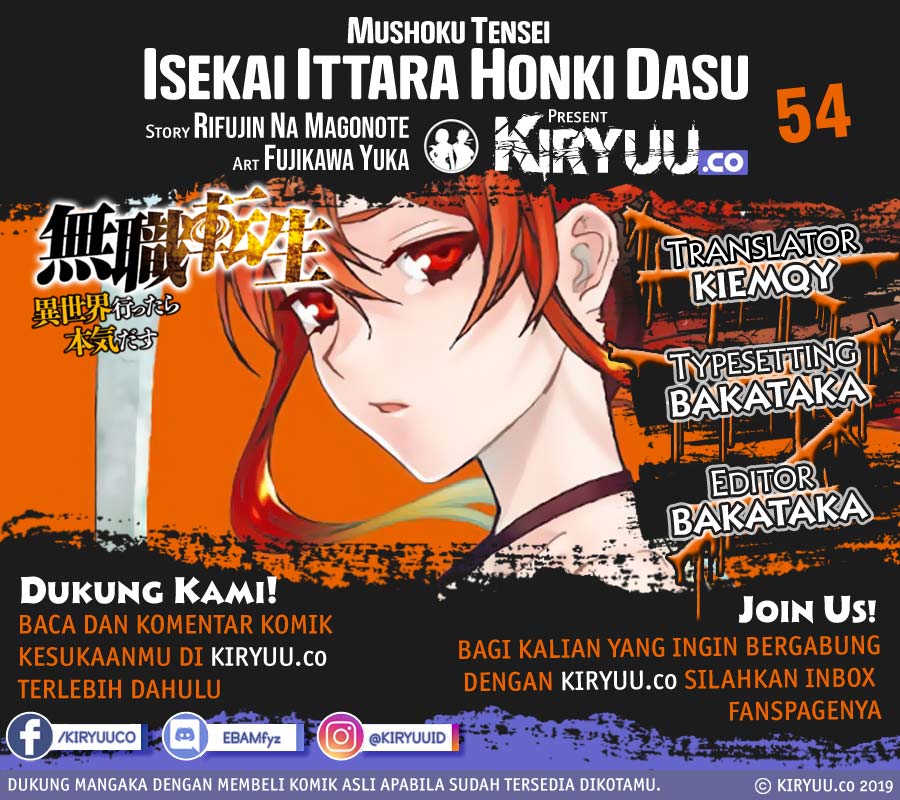 Mushoku Tensei
Isekai Ittara Honki Dasu
54
Story Rifujin Na Magonote
Art Fujikawa Yuka
Present
Kiryuu.co
無職転生
異世界行ったら
本気だす
Translator
Kiemqy
Typesetting
Bakataka
Editor
Bakataka
Dukung Kami!
BACA DAN KOMENTAR KOMIK
KESUKAANMU DI KIRYUU.co
TERLEBIH DAHULU
Join Us!
BAGI KALIAN YANG INGIN BERGABUNG
DENGAN KIRYUU.co SILAHKAN INBOX
FANSPAGENYA
/KIRYUUCO
EBAMfyz
@KIRYUUID
DUKUNG MANGAKA DENGAN MEMBELI KOMIK ASLI APABILA SUDAH TERSEDIA DIKOTAMU.
© KIRYUU.co 2019